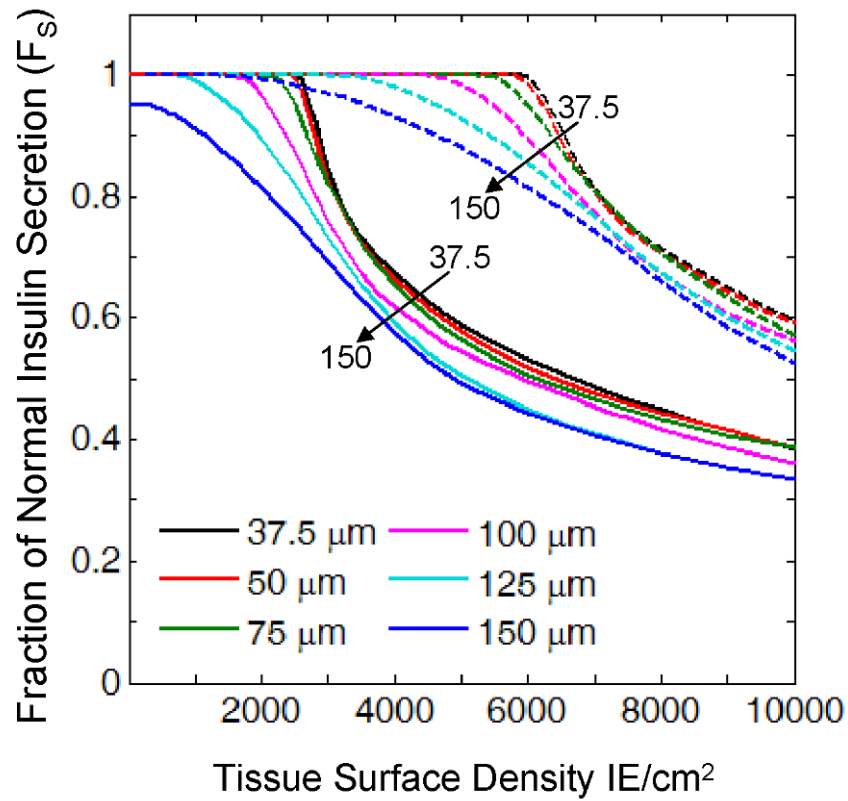 Fraction of Normal Insulin Secretion (F_S)
1
0.8
0.6
0.4
0.2
0
37.5
150
37.5
150
37.5 μm
100 μm
50 μm
125 μm
75 μm
150 μm
2000 4000 6000 8000 10000
Tissue Surface Density IE/cm²